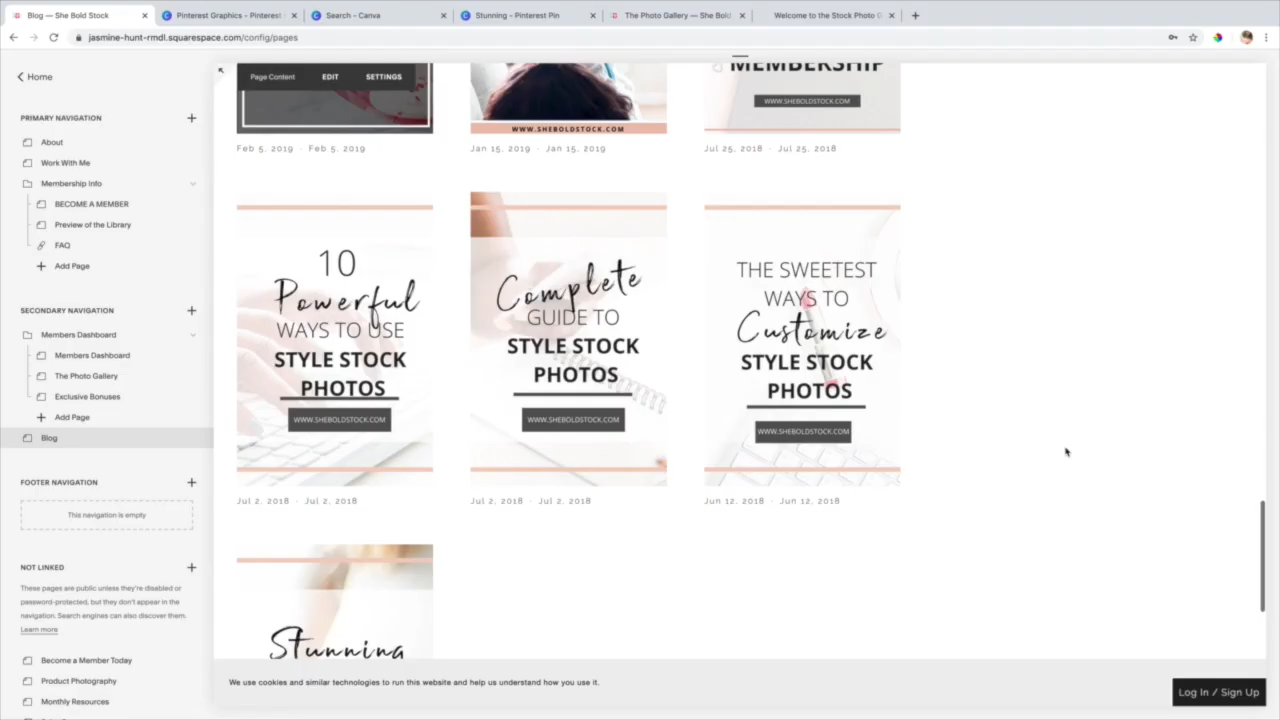 Blog — She Bold Stock
Pinterest Graphics - Pinterest
Search - Canva
Stunning - Pinterest Pin
The Photo Gallery — She Bold
Welcome to the Stock Photo
jasmine-hunt-rmdl.squarespace.com/config/pages
Home
PRIMARY NAVIGATION
About
Work With Me
Membership Info
BECOME A MEMBER
Preview of the Library
FAQ
Add Page
SECONDARY NAVIGATION
Members Dashboard
Members Dashboard
The Photo Gallery
Exclusive Bonuses
Add Page
Blog
FOOTER NAVIGATION
This navigation is empty
NOT LINKED
These pages are public unless they're disabled or
password-protected, but they don't appear in the
navigation. Search engines can also discover them.
Learn more
Become a Member Today
Product Photography
Monthly Resources
Page Content EDIT SETTINGS
WWW.SHEBOLDSTOCK.COM
MEMBERSHIP
WWW.SHEBOLDSTOCK.COM
Feb 5, 2019 · Feb 5, 2019
Jan 15, 2019 · Jan 15, 2019
Jul 25, 2018 · Jul 25, 2018
10
Powerful
WAYS TO USE
STYLE STOCK
PHOTOS
WWW.SHEBOLDSTOCK.COM
Complete
GUIDE TO
STYLE STOCK
PHOTOS
WWW.SHEBOLDSTOCK.COM
THE SWEETEST
WAYS TO
Customize
STYLE STOCK
PHOTOS
WWW.SHEBOLDSTOCK.COM
Jul 2, 2018 · Jul 2, 2018
Jul 2, 2018 · Jul 2, 2018
Jun 12, 2018 · Jun 12, 2018
Stunning
We use cookies and similar technologies to run this website and help us understand how you use it.
Log In / Sign Up